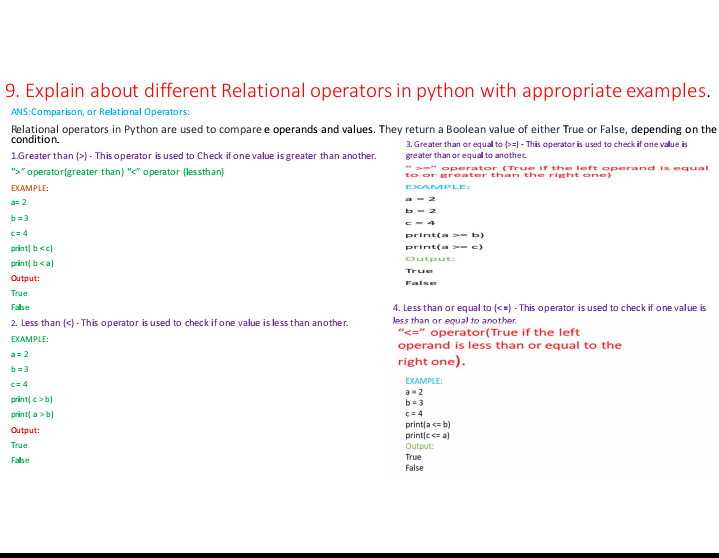 9. Explain about different Relational operators in python with appropriate examples.
ANS:Comparison, or Relational Operators:
Relational operators in Python are used to compare e operands and values. They return a Boolean value of either True or False, depending on the
condition.
1.Greater than (>) - This operator is used to Check if one value is greater than another.
“>” operator(greater than) “<” operator (lessthan)
EXAMPLE:
a= 2
b = 3
c = 4
print( b < c)
print( b < a)
Output:
True
False
2. Less than (<) - This operator is used to check if one value is less than another.
EXAMPLE:
a = 2
b = 3
c = 4
print( c > b)
print( a > b)
Output:
True
False
3. Greater than or equal to (>=) - This operator is used to check if one value is
greater than or equal to another.
“ >=” operator (True if the left operand is equal
to or greater than the right one)
EXAMPLE:
a = 2
b = 2
c = 4
print(a >= b)
print(a >= c)
Output:
True
False
4. Less than or equal to (<=) - This operator is used to check if one value is
less than or equal to another.
“<=” operator(True if the left
operand is less than or equal to the
right one).
EXAMPLE:
a = 2
b = 3
c = 4
print(a <= b)
print(c <= a)
Output:
True
False